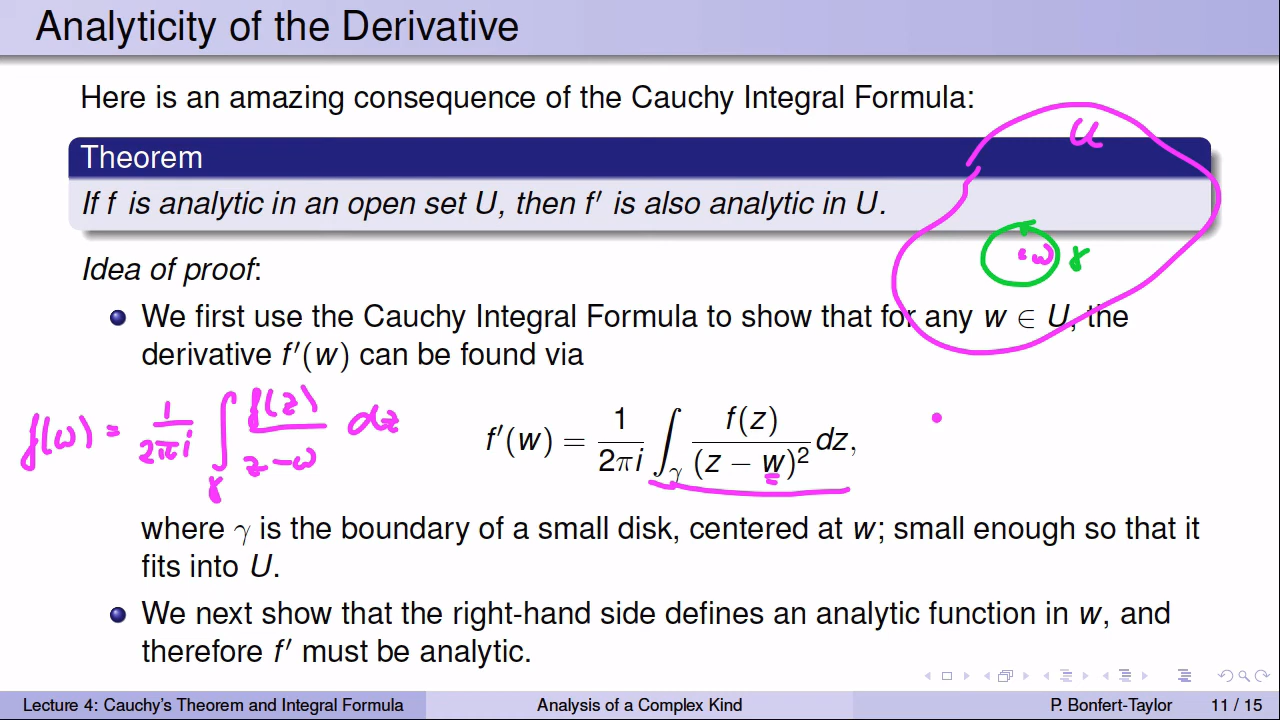 Analyticity of the Derivative
Here is an amazing consequence of the Cauchy Integral Formula:
U
Theorem
If f is analytic in an open set U, then f′ is also analytic in U.
w γ
Idea of proof:
We first use the Cauchy Integral Formula to show that for any w ∈ U, the
derivative f′(w) can be found via
f(w) = 1/2πi ∫γ f(z)/z−w dz
f′(w) = 1/2πi ∫γ f(z)/(z − w)² dz,
where γ is the boundary of a small disk, centered at w; small enough so that it
fits into U.
We next show that the right-hand side defines an analytic function in w, and
therefore f′ must be analytic.
Lecture 4: Cauchy's Theorem and Integral Formula Analysis of a Complex Kind P. Bonfert-Taylor 11 / 15